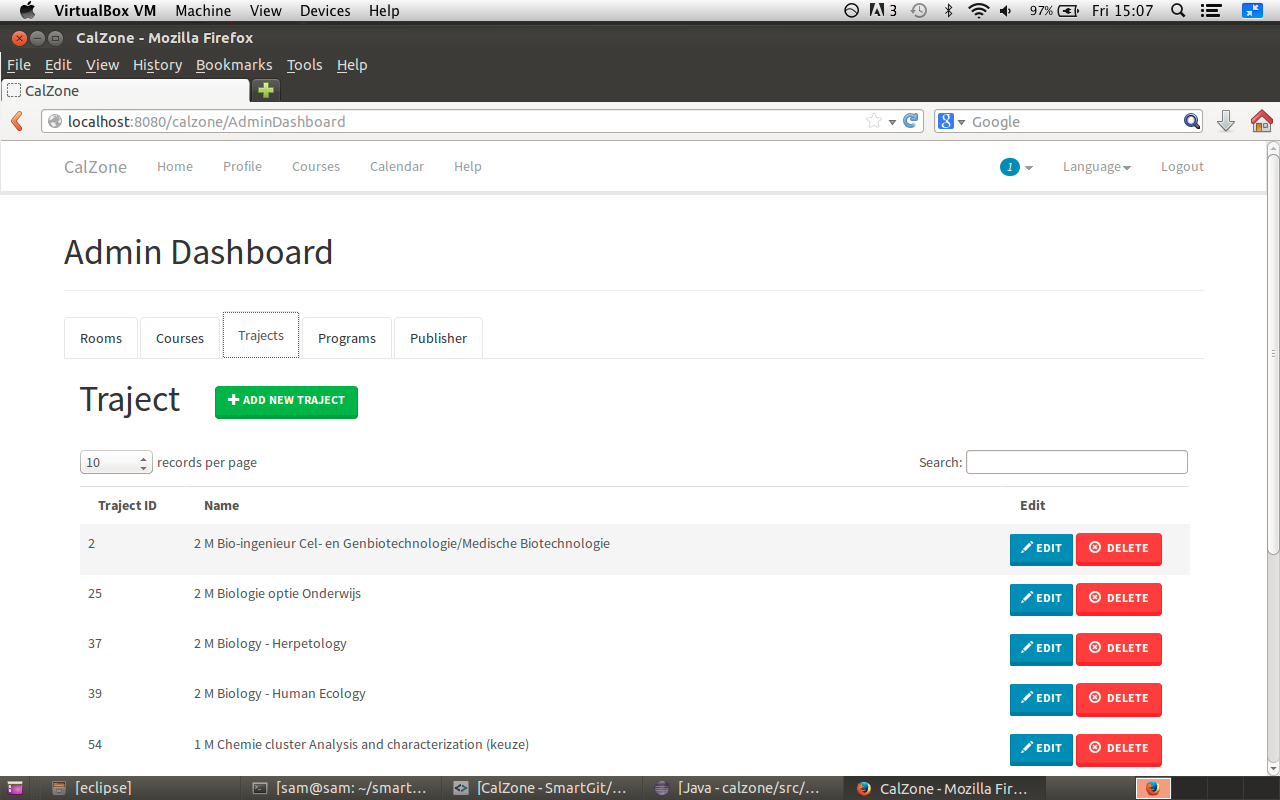 VirtualBox VM Machine View Devices Help 3 97% Fri 15:07
CalZone - Mozilla Firefox
File Edit View History Bookmarks Tools Help
CalZone
localhost:8080/calzone/AdminDashboard Google
CalZone Home Profile Courses Calendar Help 1 Language Logout
Admin Dashboard
Rooms Courses Trajects Programs Publisher
Traject ADD NEW TRAJECT
10 records per page Search:
Traject ID Name Edit
2 2 M Bio-ingenieur Cel- en Genbiotechnologie/Medische Biotechnologie EDIT DELETE
25 2 M Biologie optie Onderwijs EDIT DELETE
37 2 M Biology - Herpetology EDIT DELETE
39 2 M Biology - Human Ecology EDIT DELETE
54 1 M Chemie cluster Analysis and characterization (keuze) EDIT DELETE
[eclipse] [sam@sam: ~/smart... [CalZone - SmartGit/... [Java - calzone/src/... CalZone - Mozilla Fir...